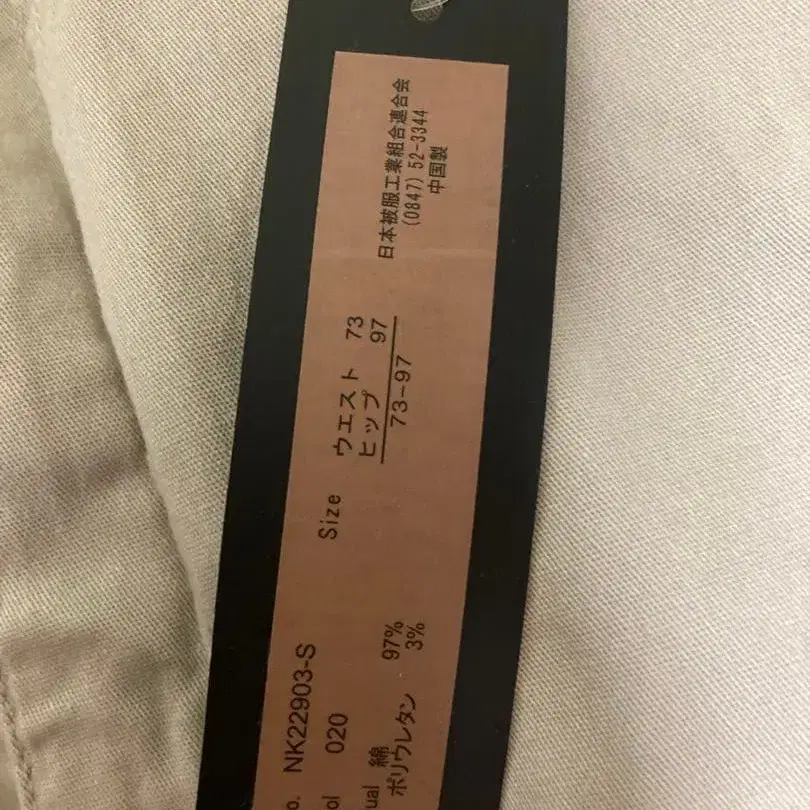 o. NK22903-S
ol 020
ual 綿 97%
ポリウレタン 3%
Size
ウエスト 73
ヒップ 97
73-97
日本被服工業組合連合会
(0847) 52-3344
中国製